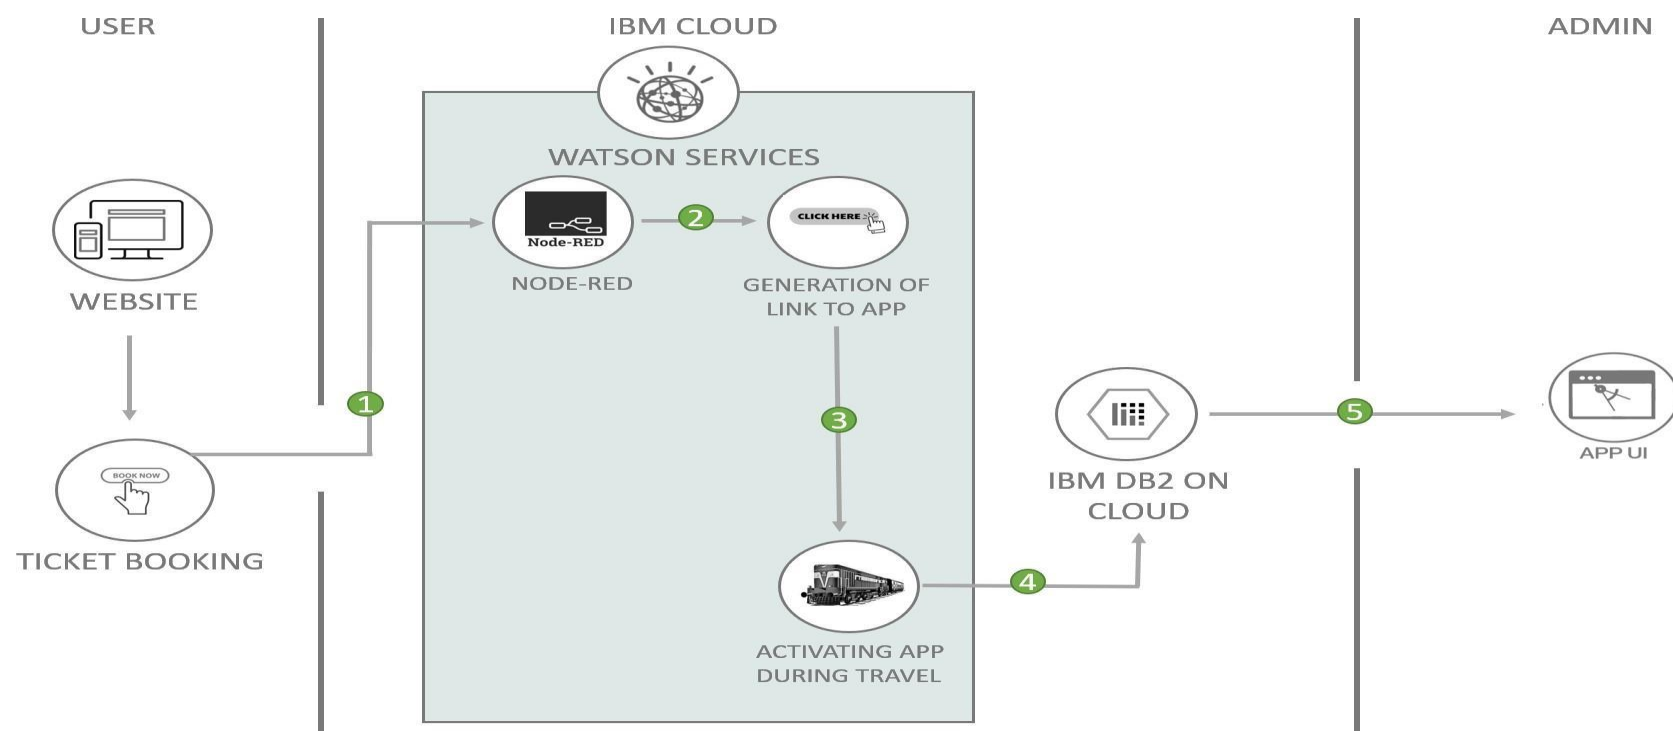 USER
IBM CLOUD
ADMIN
WATSON SERVICES
WEBSITE
Node-RED
NODE-RED
2
CLICK HERE
GENERATION OF
LINK TO APP
1
3
BOOK NOW
TICKET BOOKING
IBM DB2 ON
CLOUD
5
APP UI
4
ACTIVATING APP
DURING TRAVEL